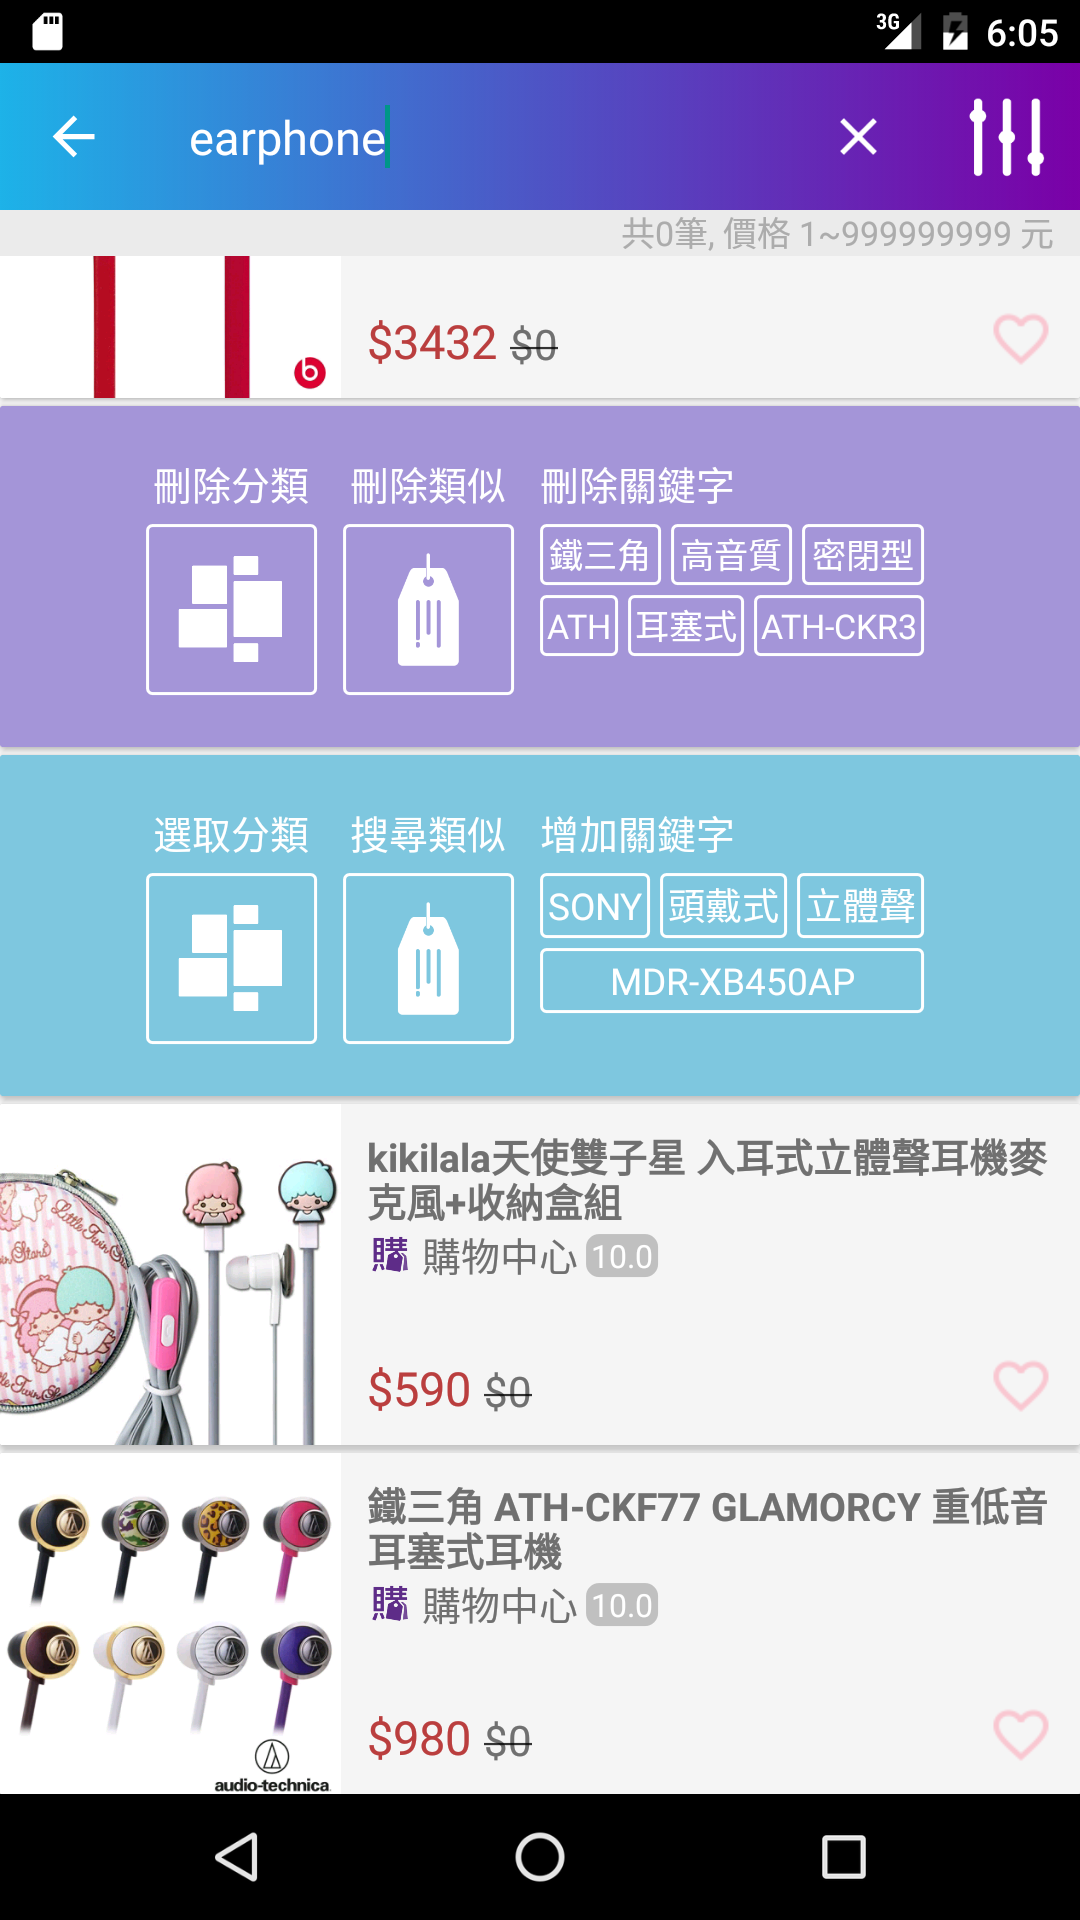 3G 6:05
earphone
共0筆, 價格 1~999999999 元
$3432 $0
b
刪除分類 刪除類似 刪除關鍵字
鐵三角 高音質 密閉型
ATH 耳塞式 ATH-CKR3
選取分類 搜尋類似 增加關鍵字
SONY 頭戴式 立體聲
MDR-XB450AP
kikilala天使雙子星 入耳式立體聲耳機麥
克風+收納盒組
購 購物中心 10.0
$590 $0
鐵三角 ATH-CKF77 GLAMORCY 重低音
耳塞式耳機
購 購物中心 10.0
$980 $0
audio-technica